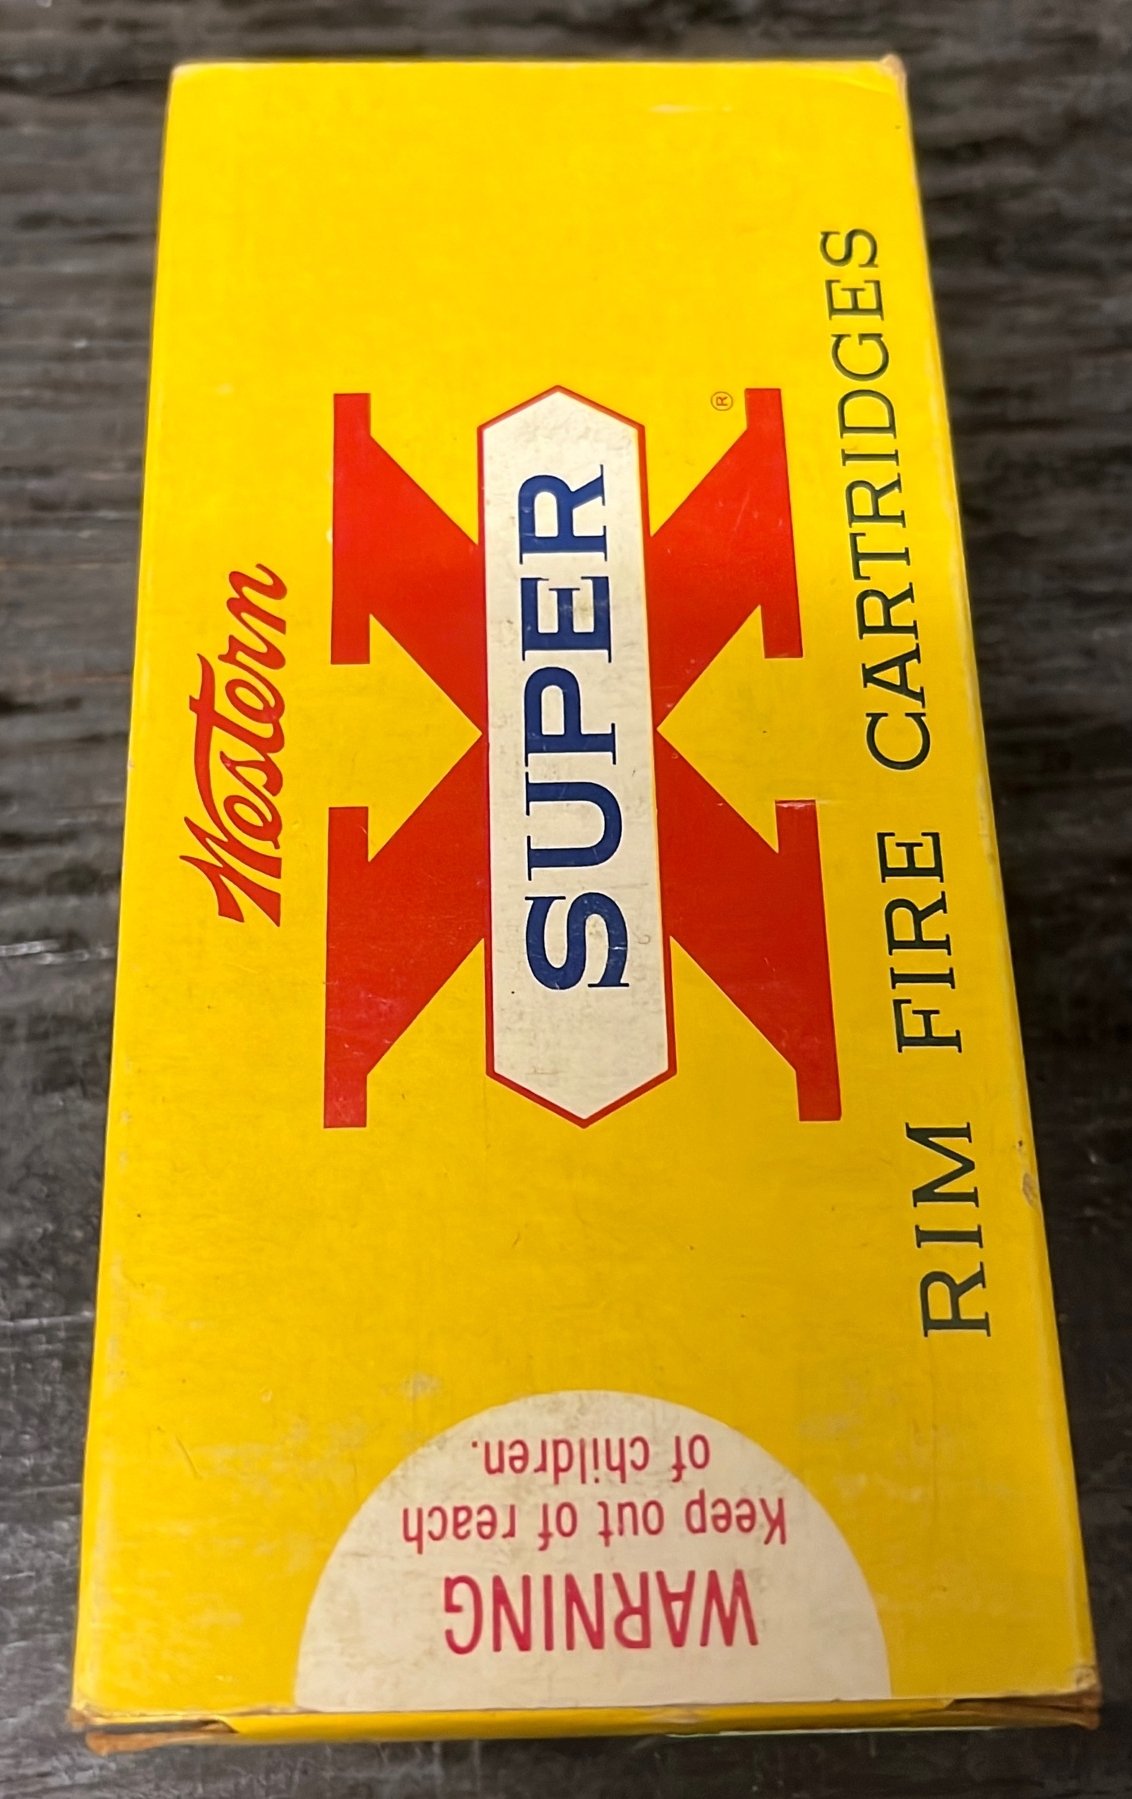 Western
SUPER
X
®
RIM FIRE CARTRIDGES
WARNING
Keep out of reach
of children.